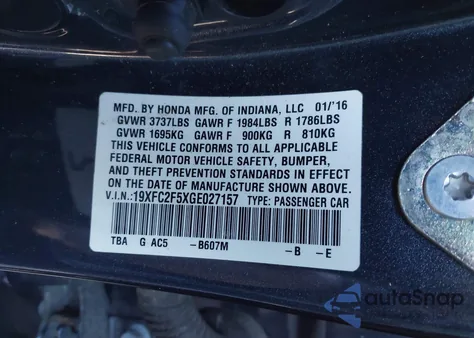 MFD. BY HONDA MFG. OF INDIANA, LLC 01/'16
GVWR 3737LBS GAWR F 1984LBS R 1786LBS
GVWR 1695KG GAWR F 900KG R 810KG
THIS VEHICLE CONFORMS TO ALL APPLICABLE
FEDERAL MOTOR VEHICLE SAFETY, BUMPER,
AND THEFT PREVENTION STANDARDS IN EFFECT
ON THE DATE OF MANUFACTURE SHOWN ABOVE.
V.I.N.:19XFC2F5XGE027157 TYPE: PASSENGER CAR
TBA G AC5 -B607M -B -E
autoSnap